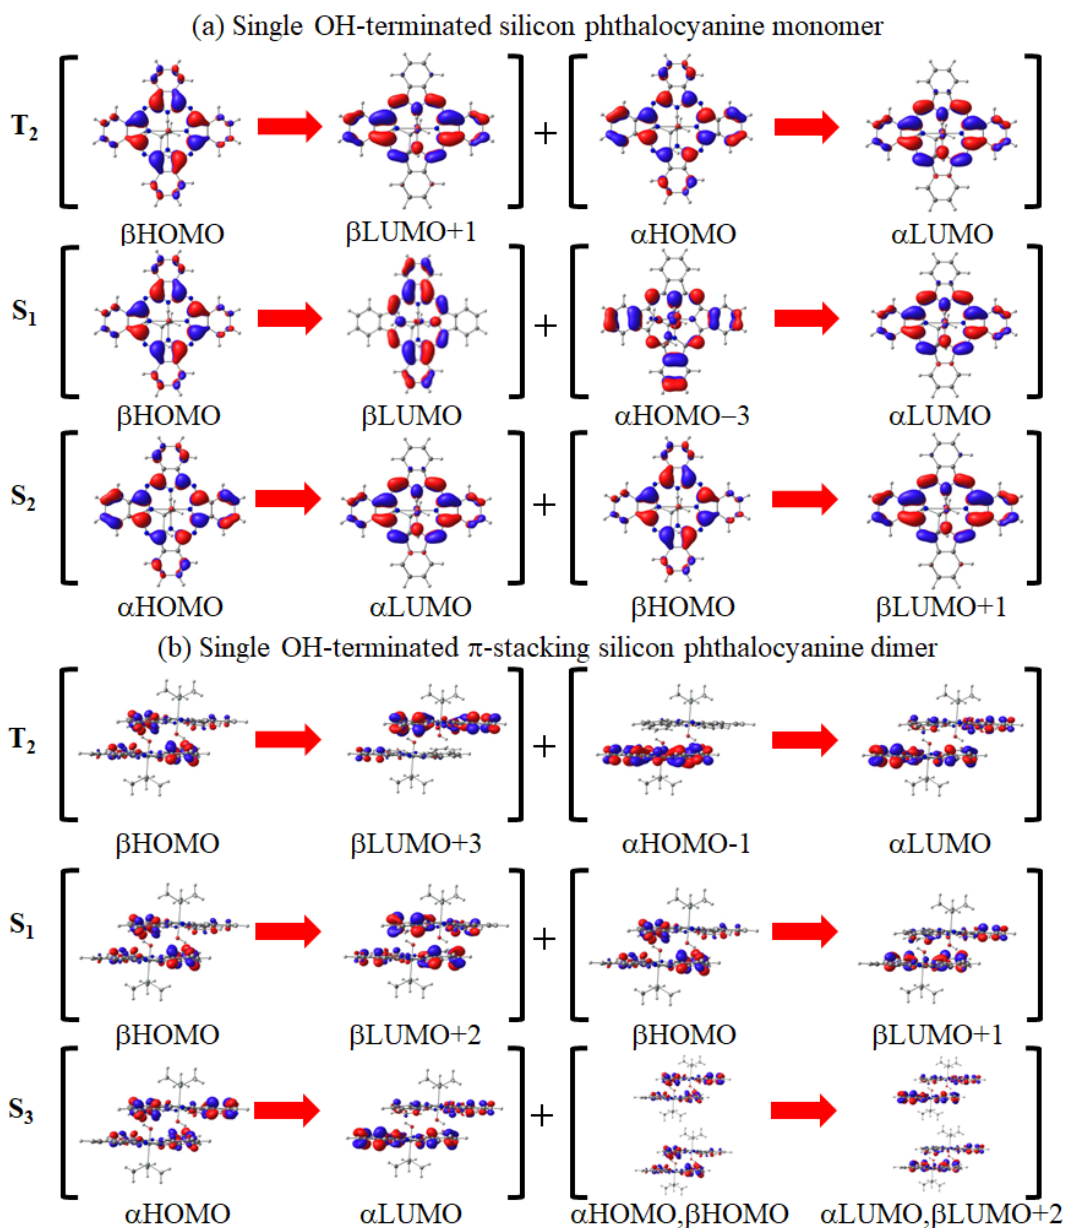 (a) Single OH-terminated silicon phthalocyanine monomer
T2 + 
βHOMO βLUMO+1 αHOMO αLUMO
S1 +
βHOMO βLUMO αHOMO−3 αLUMO
S2 +
αHOMO αLUMO βHOMO βLUMO+1
(b) Single OH-terminated π-stacking silicon phthalocyanine dimer
T2 +
βHOMO βLUMO+3 αHOMO-1 αLUMO
S1 +
βHOMO βLUMO+2 βHOMO βLUMO+1
S3 +
αHOMO αLUMO αHOMO,βHOMO αLUMO,βLUMO+2